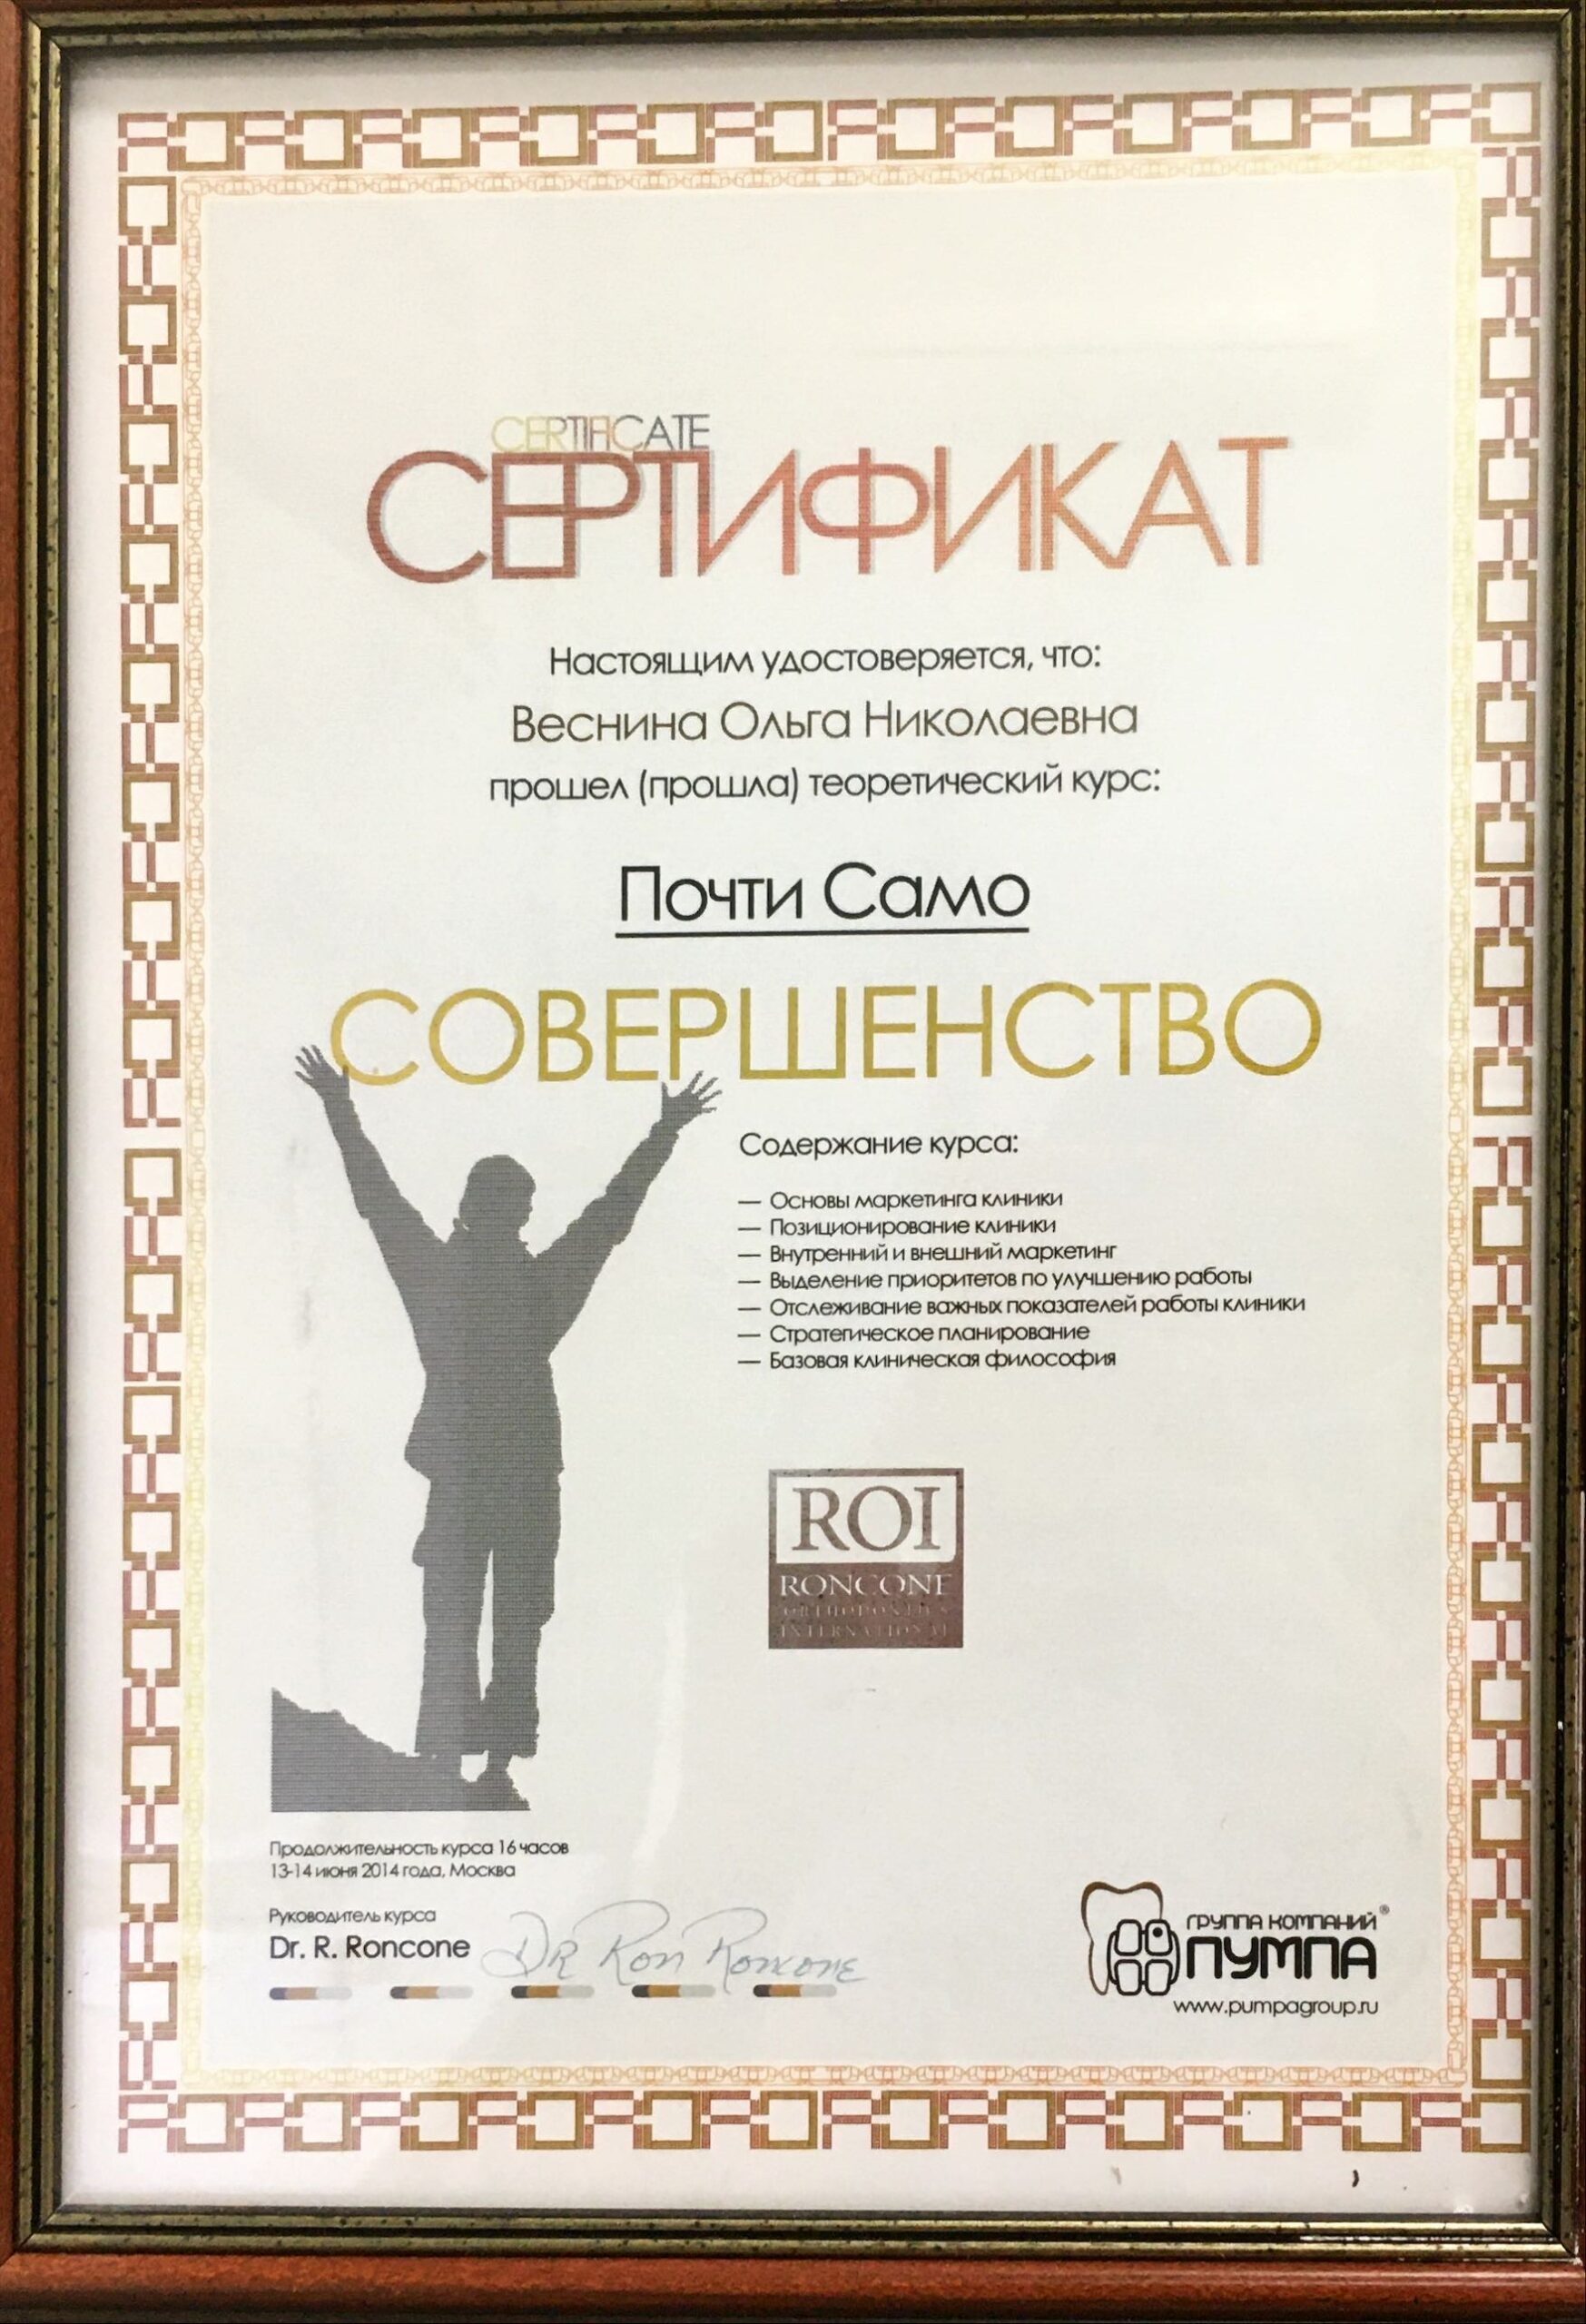 CERTIFICATE
СЕРТИФИКАТ
Настоящим удостоверяется, что:
Веснина Ольга Николаевна
прошел (прошла) теоретический курс:
Почти Само
СОВЕРШЕНСТВО
Содержание курса:
— Основы маркетинга клиники
— Позиционирование клиники
— Внутренний и внешний маркетинг
— Выделение приоритетов по улучшению работы
— Отслеживание важных показателей работы клиники
— Стратегическое планирование
— Базовая клиническая философия
ROI
RONCONE
ORTHODONTICS
INTERNATIONAL
Продолжительность курса 16 часов
13-14 июня 2014 года, Москва
Руководитель курса
Dr. R. Roncone
DR Ron Roncone
ГРУППА КОМПАНИЙ®
ПУМПА
www.pumpagroup.ru